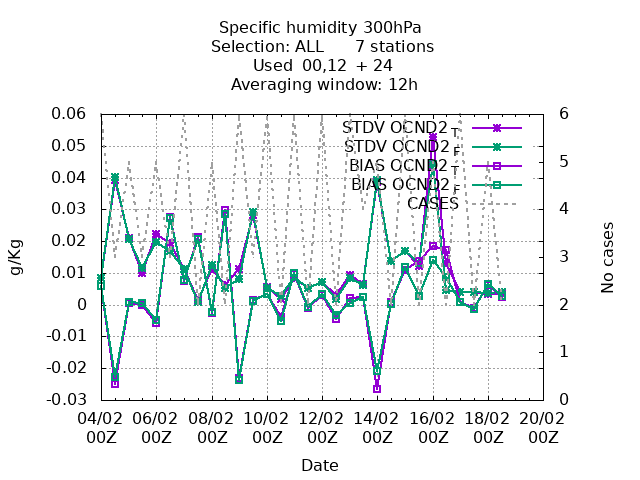 Specific humidity 300hPa
Selection: ALL 7 stations
Used 00,12 + 24
Averaging window: 12h
STDV OCND2 T
STDV OCND2 F
BIAS OCND2 T
BIAS OCND2 F
CASES
0.06
0.05
0.04
0.03
0.02
0.01
0
-0.01
-0.02
-0.03
g/Kg
6
5
4
3
2
1
0
No cases
04/02 06/02 08/02 10/02 12/02 14/02 16/02 18/02 20/02
00Z 00Z 00Z 00Z 00Z 00Z 00Z 00Z 00Z
Date